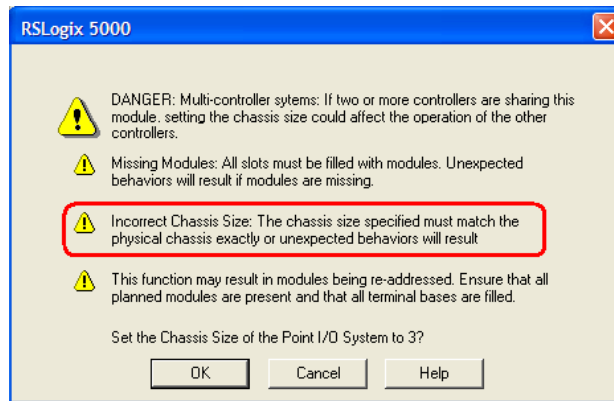 RSLogix 5000
DANGER: Multi-controller sytems: If two or more controllers are sharing this
module. setting the chassis size could affect the operation of the other
controllers.
Missing Modules: All slots must be filled with modules. Unexpected
behaviors will result if modules are missing.
Incorrect Chassis Size: The chassis size specified must match the
physical chassis exactly or unexpected behaviors will result
This function may result in modules being re-addressed. Ensure that all
planned modules are present and that all terminal bases are filled.
Set the Chassis Size of the Point I/O System to 3?
OK
Cancel
Help